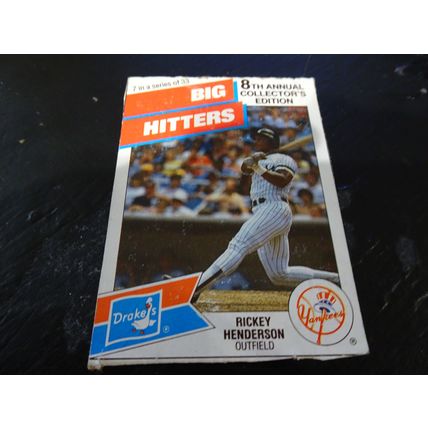 7 in a series of 33
BIG
HITTERS
8TH ANNUAL
COLLECTOR'S
EDITION
Drake's
®
RICKEY
HENDERSON
OUTFIELD
Yankees
®